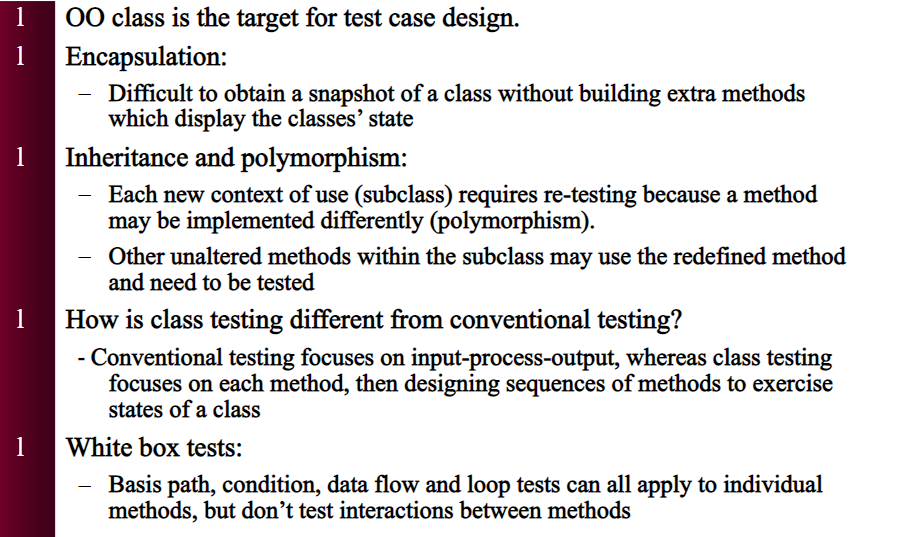 l OO class is the target for test case design.
l Encapsulation:
– Difficult to obtain a snapshot of a class without building extra methods
which display the classes’ state
l Inheritance and polymorphism:
– Each new context of use (subclass) requires re-testing because a method
may be implemented differently (polymorphism).
– Other unaltered methods within the subclass may use the redefined method
and need to be tested
l How is class testing different from conventional testing?
- Conventional testing focuses on input-process-output, whereas class testing
focuses on each method, then designing sequences of methods to exercise
states of a class
l White box tests:
– Basis path, condition, data flow and loop tests can all apply to individual
methods, but don’t test interactions between methods